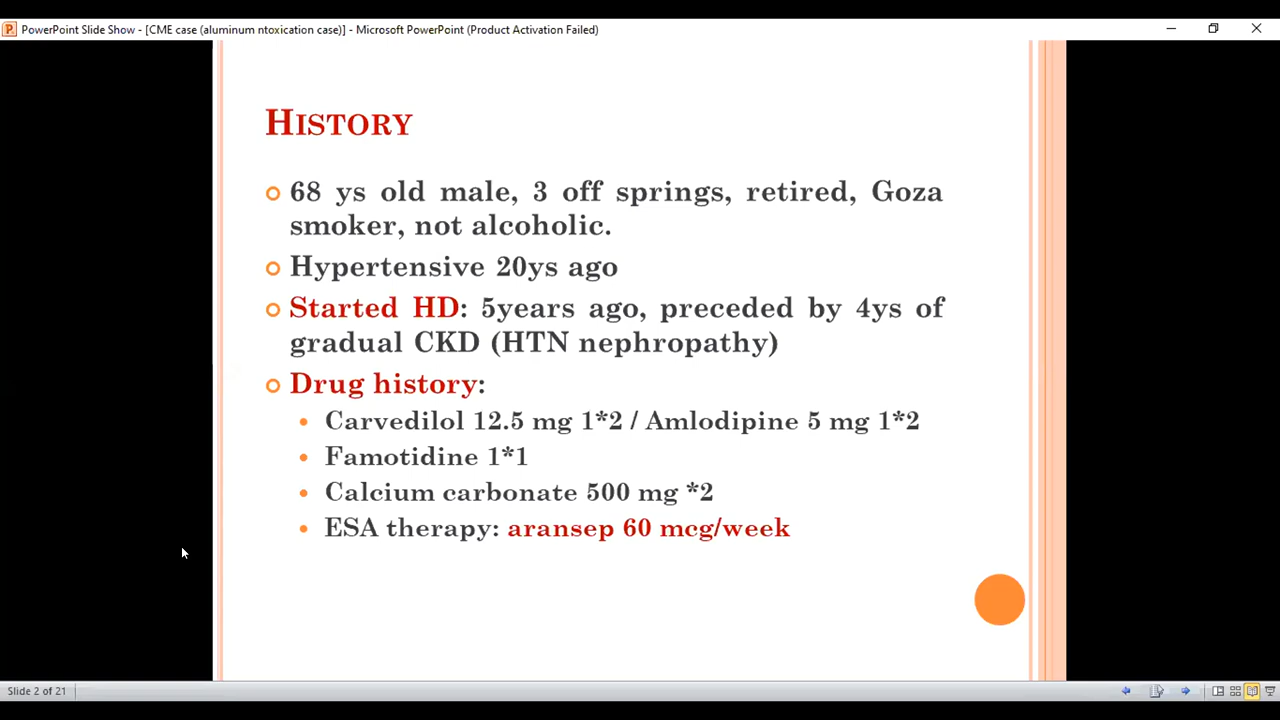 PowerPoint Slide Show - [CME case (aluminum ntoxication case)] - Microsoft PowerPoint (Product Activation Failed)
HISTORY
68 ys old male, 3 off springs, retired, Goza
smoker, not alcoholic.
Hypertensive 20ys ago
Started HD: 5years ago, preceded by 4ys of
gradual CKD (HTN nephropathy)
Drug history:
Carvedilol 12.5 mg 1*2 / Amlodipine 5 mg 1*2
Famotidine 1*1
Calcium carbonate 500 mg *2
ESA therapy: aransep 60 mcg/week
Slide 2 of 21